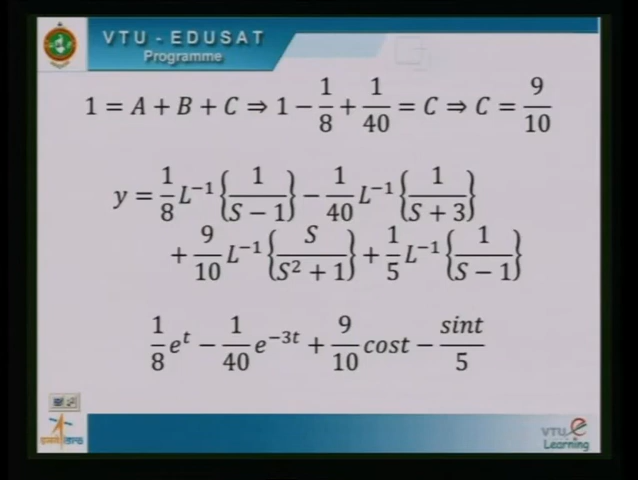 VTU - EDUSAT
Programme
1 = A + B + C ⇒ 1 − 1/8 + 1/40 = C ⇒ C = 9/10
y = 1/8 L⁻¹{1/(S − 1)} − 1/40 L⁻¹{1/(S + 3)}
+ 9/10 L⁻¹{S/(S² + 1)} + 1/5 L⁻¹{1/(S − 1)}
1/8 eᵗ − 1/40 e⁻³ᵗ + 9/10 cost − sint/5
VTU e
Learning